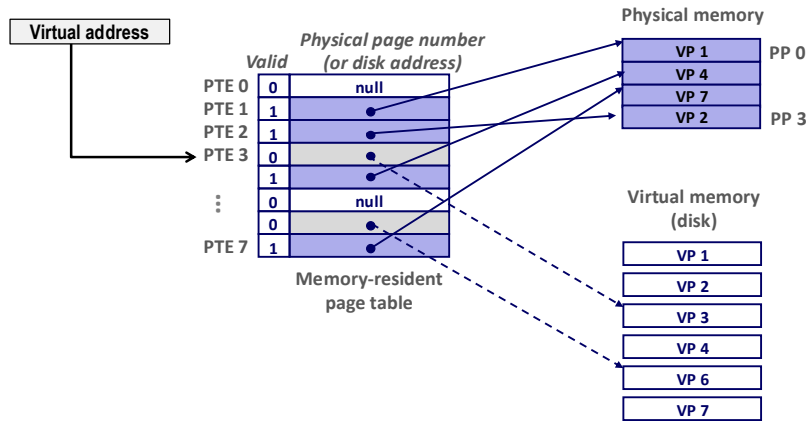 Virtual address
Physical page number
(or disk address)
Valid
PTE 0 0 null
PTE 1 1
PTE 2 1
PTE 3 0
1
⋮ 0 null
0
PTE 7 1
Memory-resident
page table
Physical memory
VP 1 PP 0
VP 4
VP 7
VP 2 PP 3
Virtual memory
(disk)
VP 1
VP 2
VP 3
VP 4
VP 6
VP 7